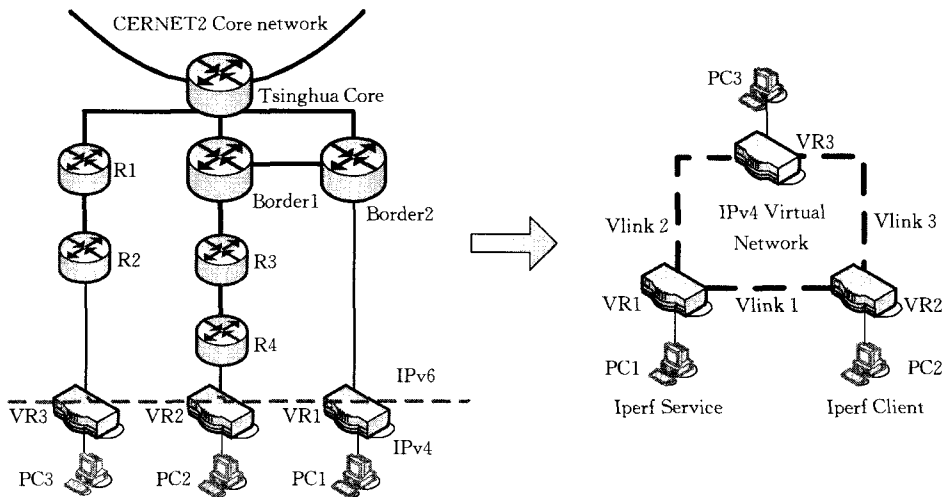 CERNET2 Core network
Tsinghua Core
R1
Border1
Border2
R2
R3
R4
IPv6
VR3
VR2
VR1
IPv4
PC3
PC2
PC1
PC3
VR3
IPv4 Virtual
Network
Vlink 2
Vlink 3
VR1
Vlink 1
VR2
PC1
PC2
Iperf Service
Iperf Client